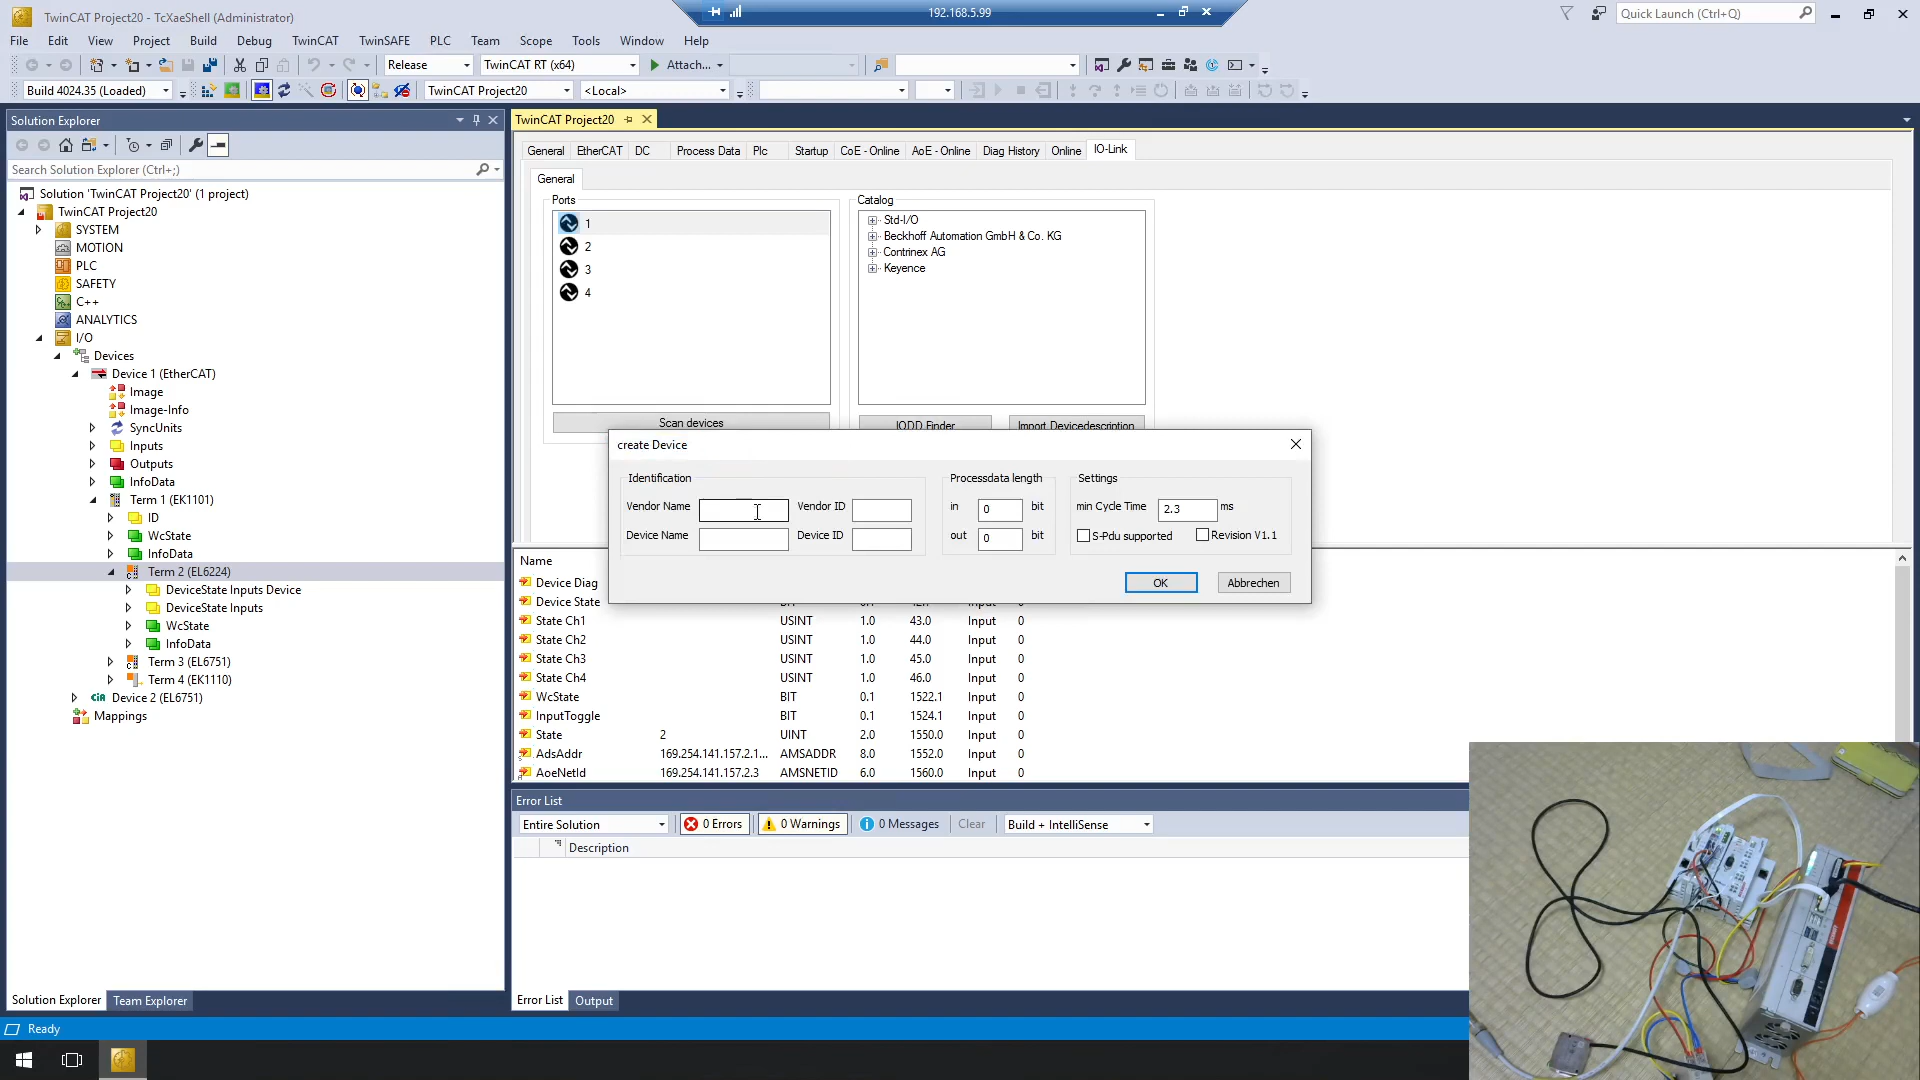 TwinCAT Project20 - TcXaeShell (Administrator)
192.168.5.99
Quick Launch (Ctrl+Q)
File Edit View Project Build Debug TwinCAT TwinSAFE PLC Team Scope Tools Window Help
Release TwinCAT RT (x64) Attach...
Build 4024.35 (Loaded) TwinCAT Project20 <Local>
Solution Explorer
Search Solution Explorer (Ctrl+;)
Solution 'TwinCAT Project20' (1 project)
TwinCAT Project20
SYSTEM
MOTION
PLC
SAFETY
C++
ANALYTICS
I/O
Devices
Device 1 (EtherCAT)
Image
Image-Info
SyncUnits
Inputs
Outputs
InfoData
Term 1 (EK1101)
ID
WcState
InfoData
Term 2 (EL6224)
DeviceState Inputs Device
DeviceState Inputs
WcState
InfoData
Term 3 (EL6751)
Term 4 (EK1110)
Device 2 (EL6751)
Mappings
Solution Explorer Team Explorer
TwinCAT Project20
General EtherCAT DC Process Data Plc Startup CoE - Online AoE - Online Diag History Online IO-Link
General
Ports
1
2
3
4
Scan devices
Catalog
Std-I/O
Beckhoff Automation GmbH & Co. KG
Contrinex AG
Keyence
IODD Finder Import Devicedescription
create Device
Identification Processdata length Settings
Vendor Name Vendor ID in 0 bit min Cycle Time 2.3 ms
Device Name Device ID out 0 bit S-Pdu supported Revision V1.1
OK Abbrechen
Name
Device Diag
Device State
State Ch1 USINT 1.0 43.0 Input 0
State Ch2 USINT 1.0 44.0 Input 0
State Ch3 USINT 1.0 45.0 Input 0
State Ch4 USINT 1.0 46.0 Input 0
WcState BIT 0.1 1522.1 Input 0
InputToggle BIT 0.1 1524.1 Input 0
State 2 UINT 2.0 1550.0 Input 0
AdsAddr 169.254.141.157.2.1... AMSADDR 8.0 1552.0 Input 0
AoeNetId 169.254.141.157.2.3 AMSNETID 6.0 1560.0 Input 0
Error List
Entire Solution 0 Errors 0 Warnings 0 Messages Clear Build + IntelliSense
Description
Error List Output
Ready